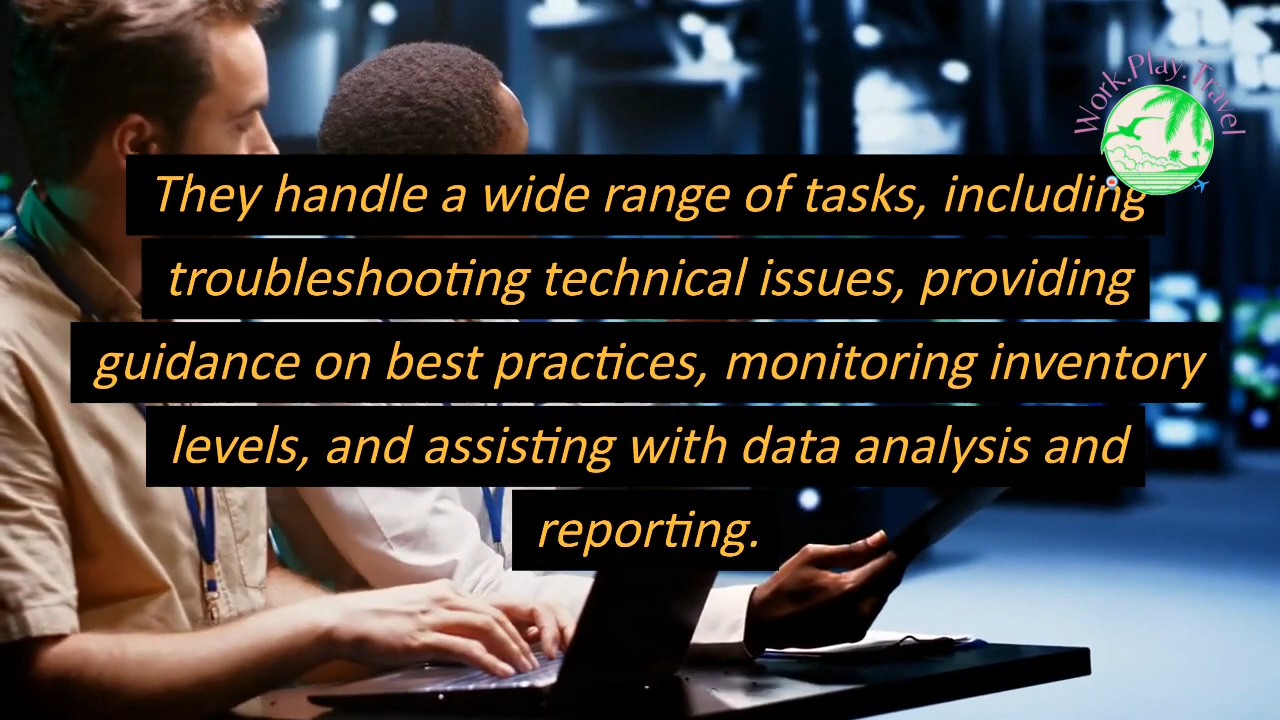 Work.Play.Travel
They handle a wide range of tasks, including
troubleshooting technical issues, providing
guidance on best practices, monitoring inventory
levels, and assisting with data analysis and
reporting.